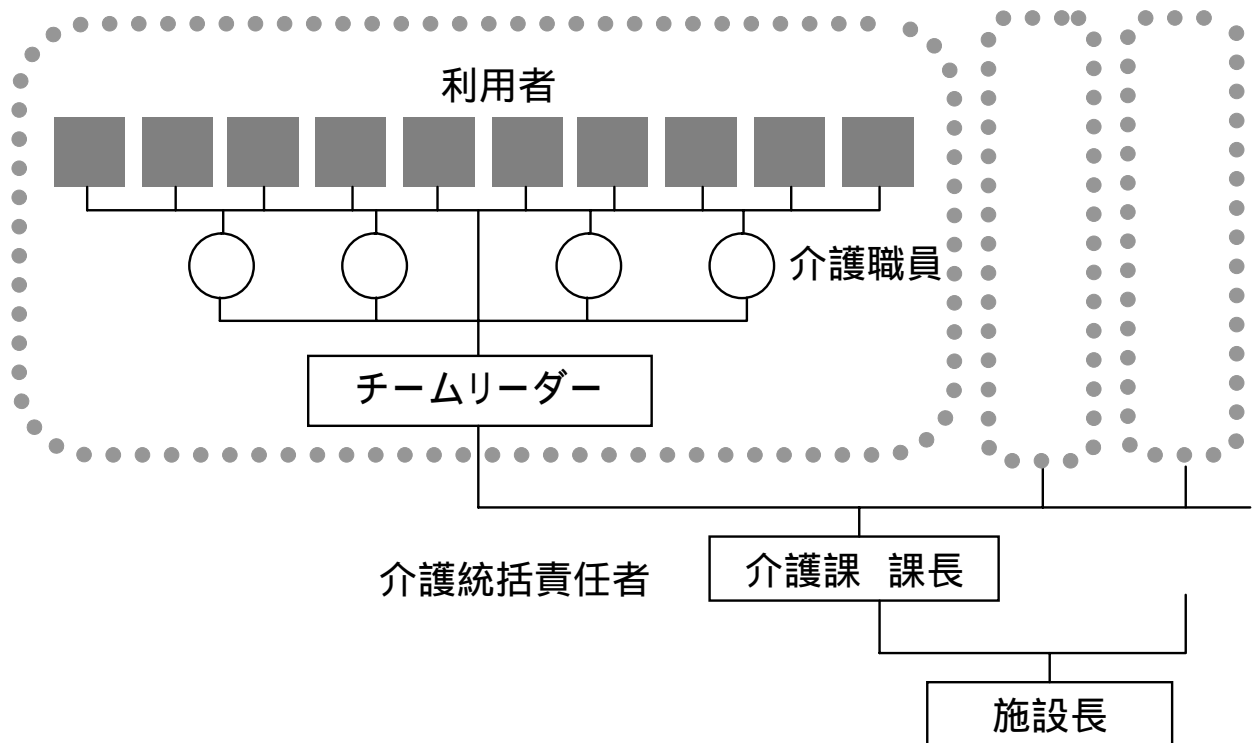 利用者
介護職員
チームリーダー
介護統括責任者
介護課　課長
施設長